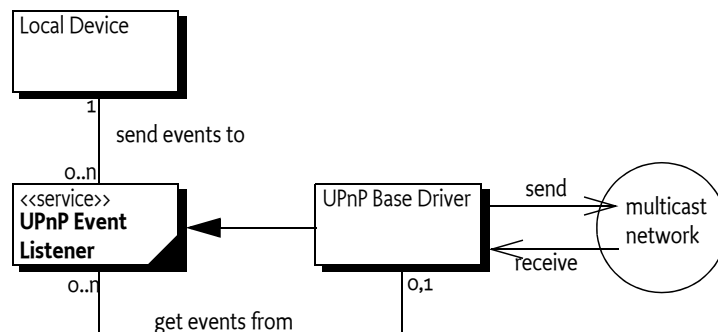 Local Device
1
send events to
0..n
<<service>>
UPnP Event
Listener
UPnP Base Driver
send
multicast
network
receive
0..n
0,1
get events from